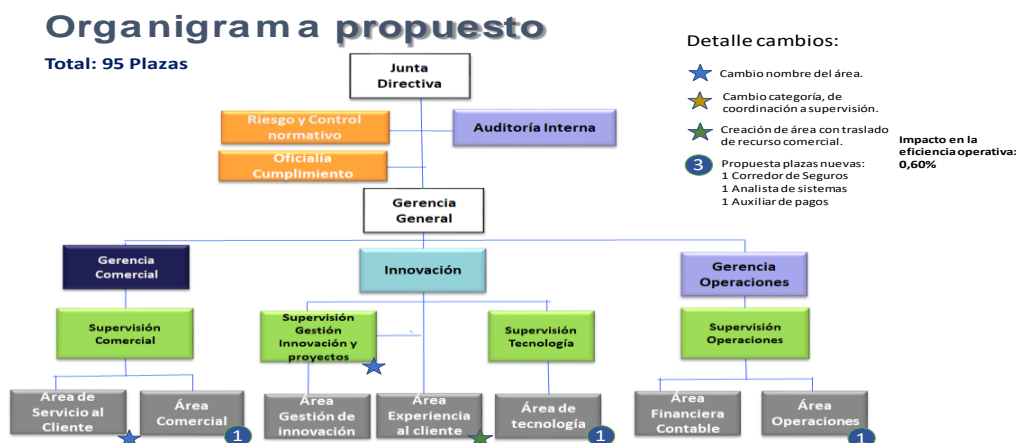 Organigrama propuesto
Total: 95 Plazas
Junta
Directiva
Riesgo y Control
normativo
Auditoría Interna
Oficialía
Cumplimiento
Gerencia
General
Detalle cambios:
Cambio nombre del área.
Cambio categoría, de
coordinación a supervisión.
Creación de área con traslado
de recurso comercial.
3
Propuesta plazas nuevas:
1 Corredor de Seguros
1 Analista de sistemas
1 Auxiliar de pagos
Impacto en la
eficiencia operativa:
0,60%
Gerencia
Comercial
Innovación
Gerencia
Operaciones
Supervisión
Comercial
Supervisión
Gestión
Innovación y
proyectos
Supervisión
Tecnología
Supervisión
Operaciones
Área de
Servicio al
Cliente
Área
Comercial
1
Área
Gestión de
innovación
Área
Experiencia
al cliente
Área de
tecnología
1
Área
Financiera
Contable
Área
Operaciones
1